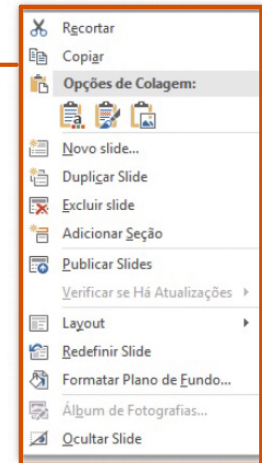 Recortar
Copiar
Opções de Colagem:
a
Novo slide...
Duplicar Slide
Excluir slide
Adicionar Seção
Publicar Slides
Verificar se Há Atualizações
Layout
Redefinir Slide
Formatar Plano de Fundo...
Álbum de Fotografias...
Ocultar Slide